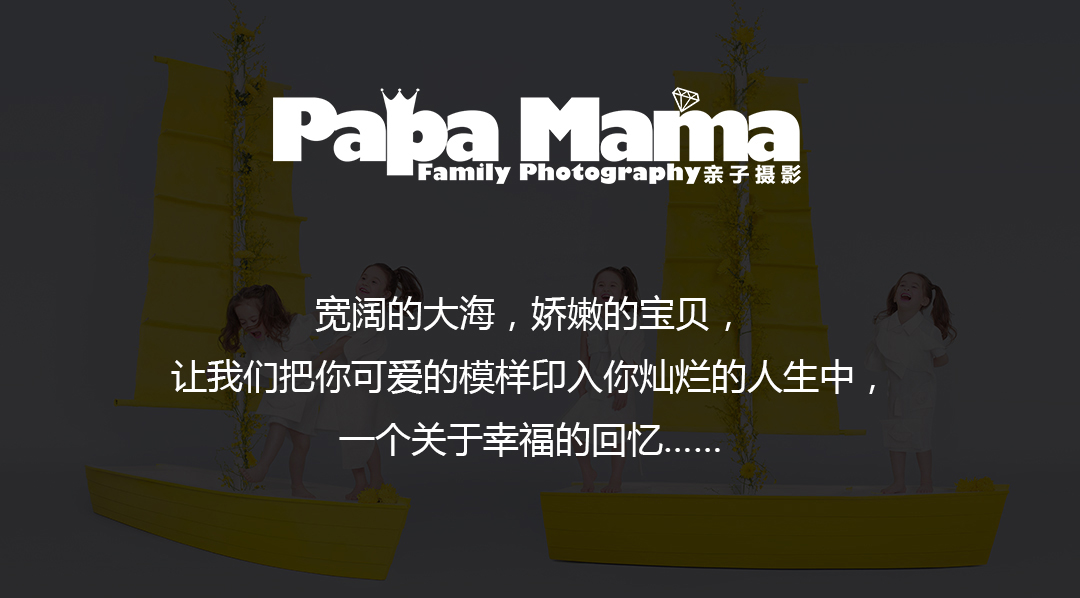 Papa Mama
Family Photography亲子摄影
宽阔的大海，娇嫩的宝贝，
让我们把你可爱的模样印入你灿烂的人生中，
一个关于幸福的回忆......